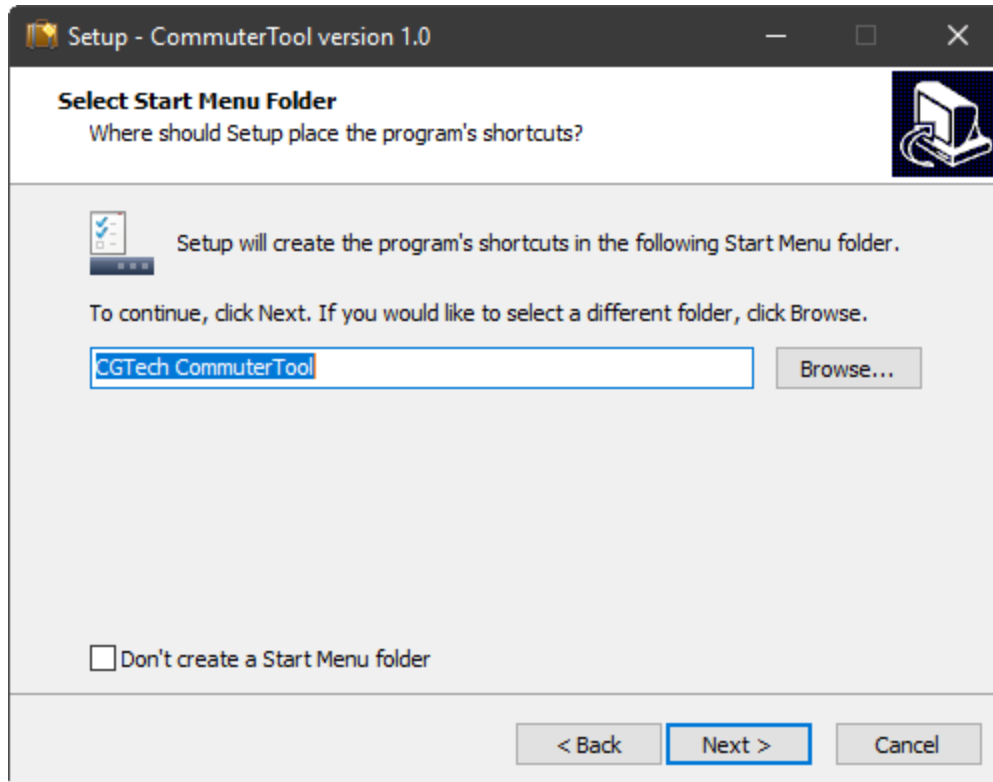 Setup - CommuterTool version 1.0
Select Start Menu Folder
Where should Setup place the program's shortcuts?
Setup will create the program's shortcuts in the following Start Menu folder.
To continue, click Next. If you would like to select a different folder, click Browse.
CGTech CommuterTool
Browse...
Don't create a Start Menu folder
< Back
Next >
Cancel